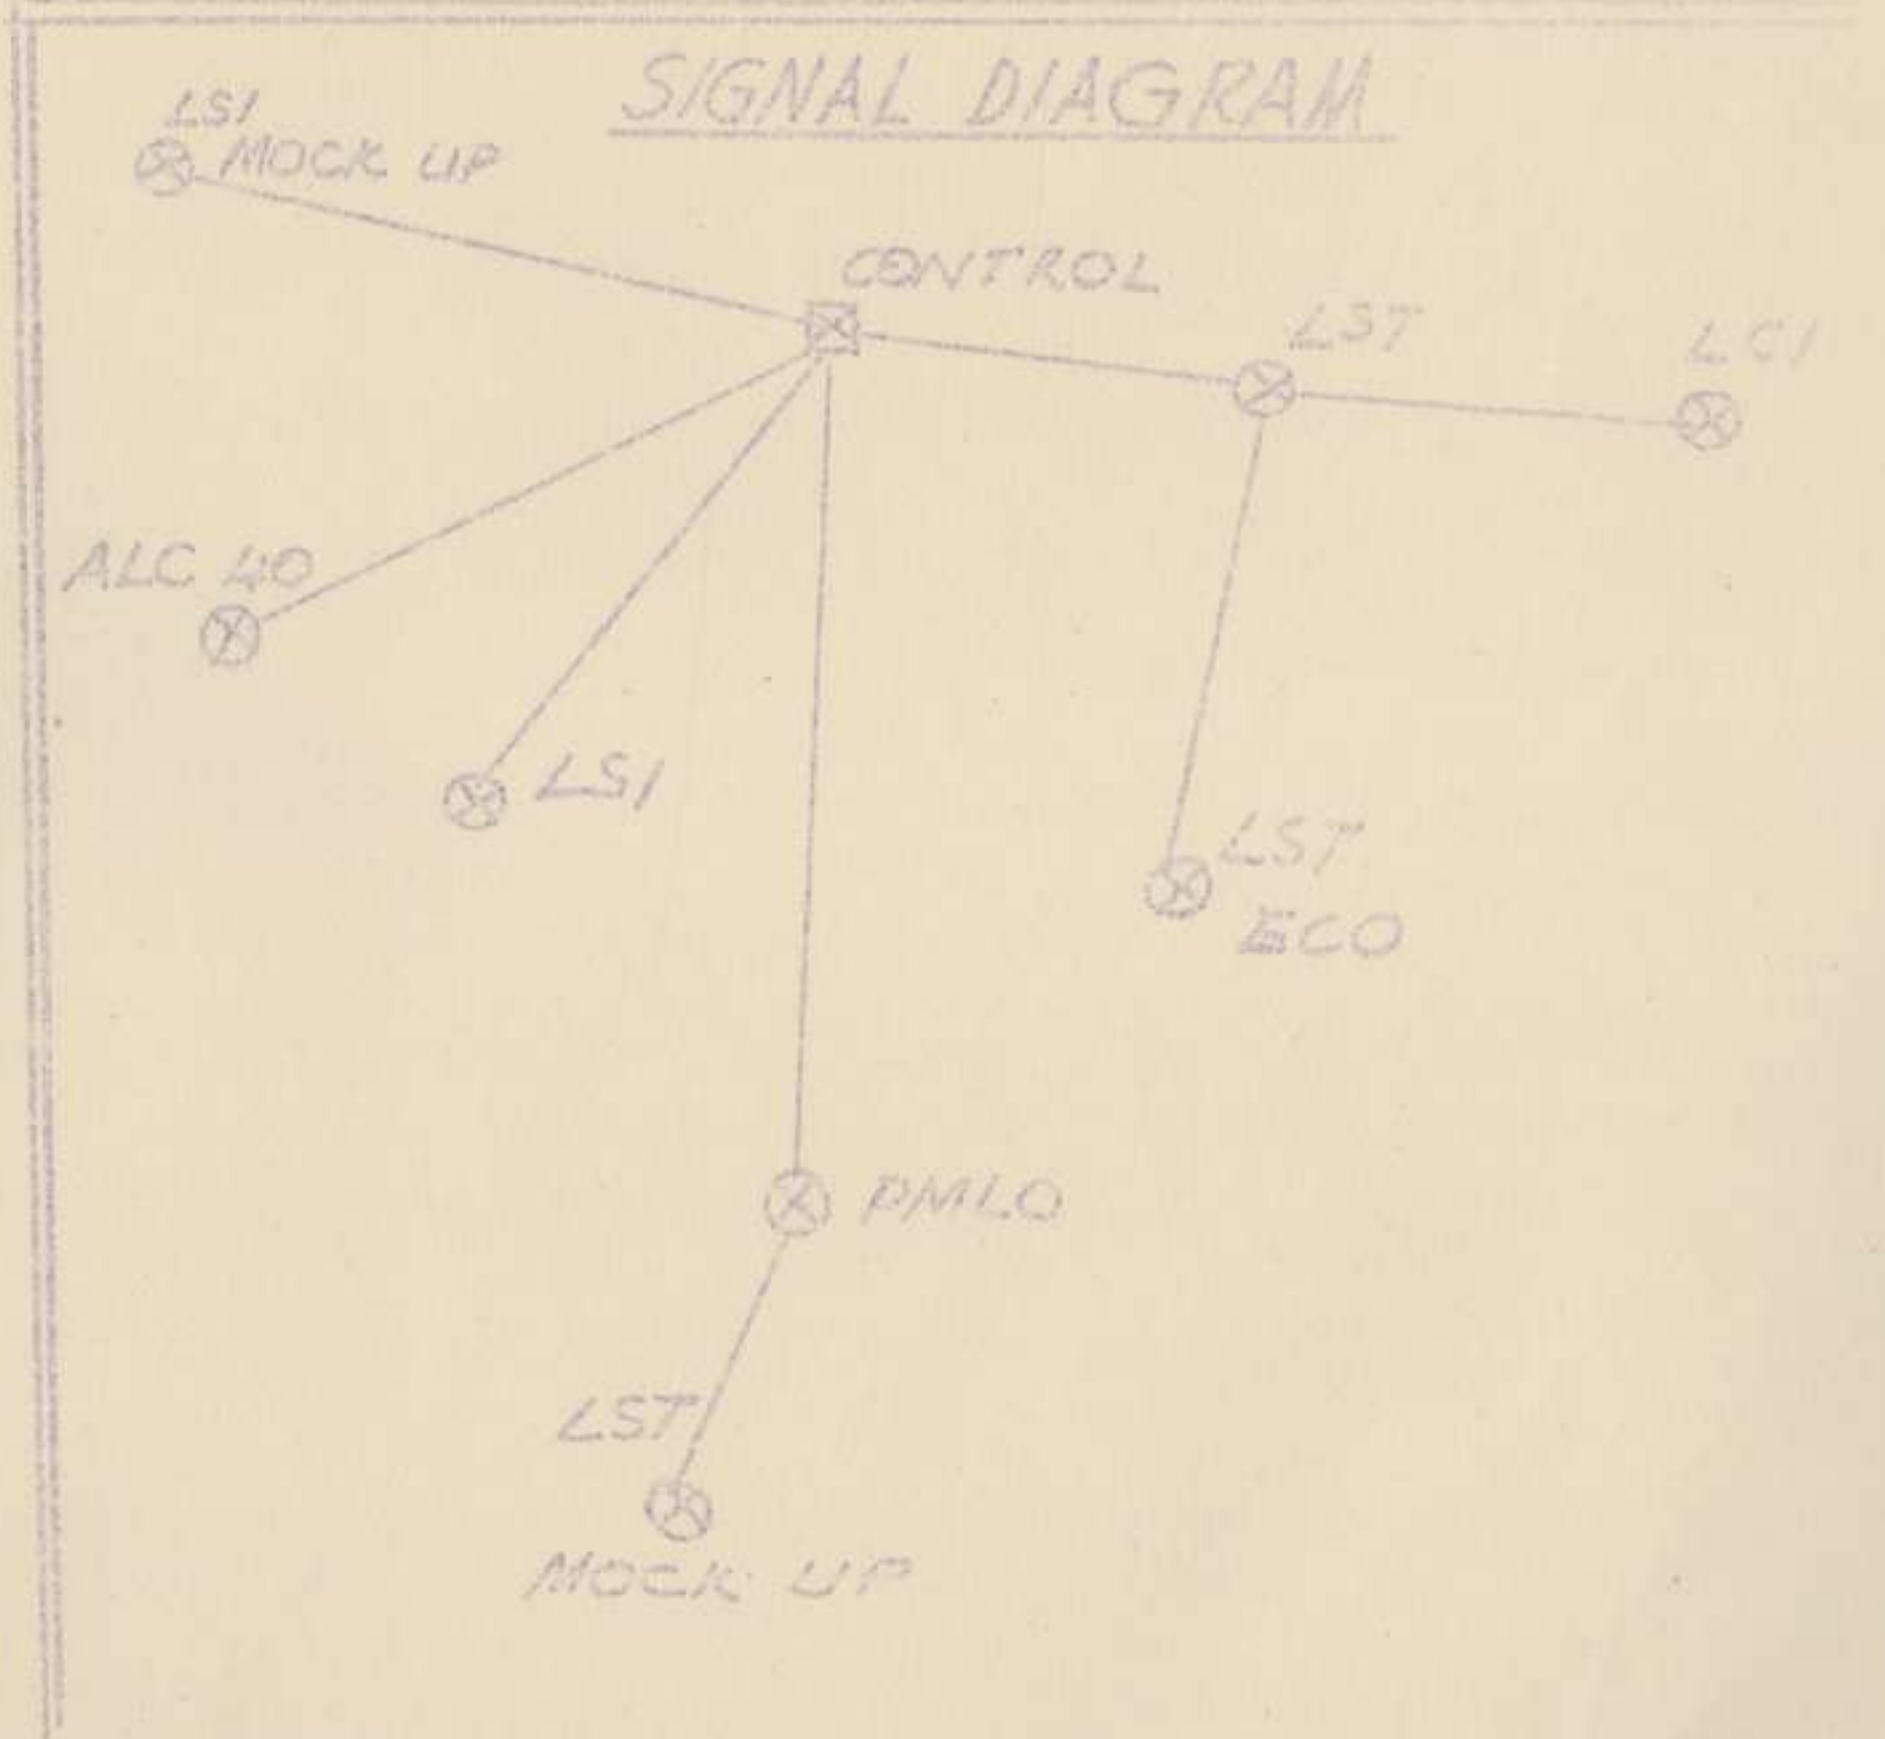 SIGNAL DIAGRAM
LSI
MOCK UP
CONTROL
LST
LCI
ALC 40
LSI
LST
ECO
PMLO
LST
MOCK UP